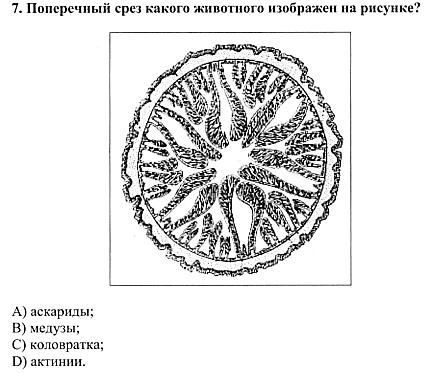 7. Поперечный срез какого животного изображен на рисунке?
A) аскариды;
B) медузы;
C) коловратка;
D) актинии.